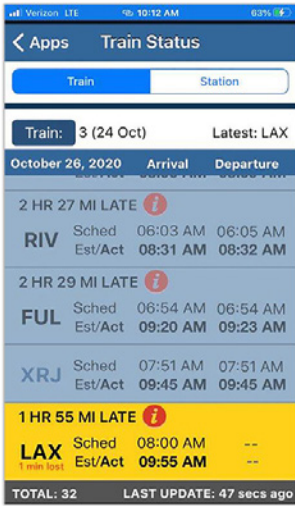 Verizon LTE 10:12 AM 63%
Apps Train Status
Train Station
Train: 3 (24 Oct) Latest: LAX
October 26, 2020 Arrival Departure
2 HR 27 MI LATE i
RIV Sched 06:03 AM 06:05 AM
Est/Act 08:31 AM 08:32 AM
2 HR 29 MI LATE i
FUL Sched 06:54 AM 06:54 AM
Est/Act 09:20 AM 09:23 AM
XRJ Sched 07:51 AM 07:51 AM
Est/Act 09:45 AM 09:45 AM
1 HR 55 MI LATE i
LAX Sched 08:00 AM --
1 min lost Est/Act 09:55 AM --
TOTAL: 32 LAST UPDATE: 47 secs ago